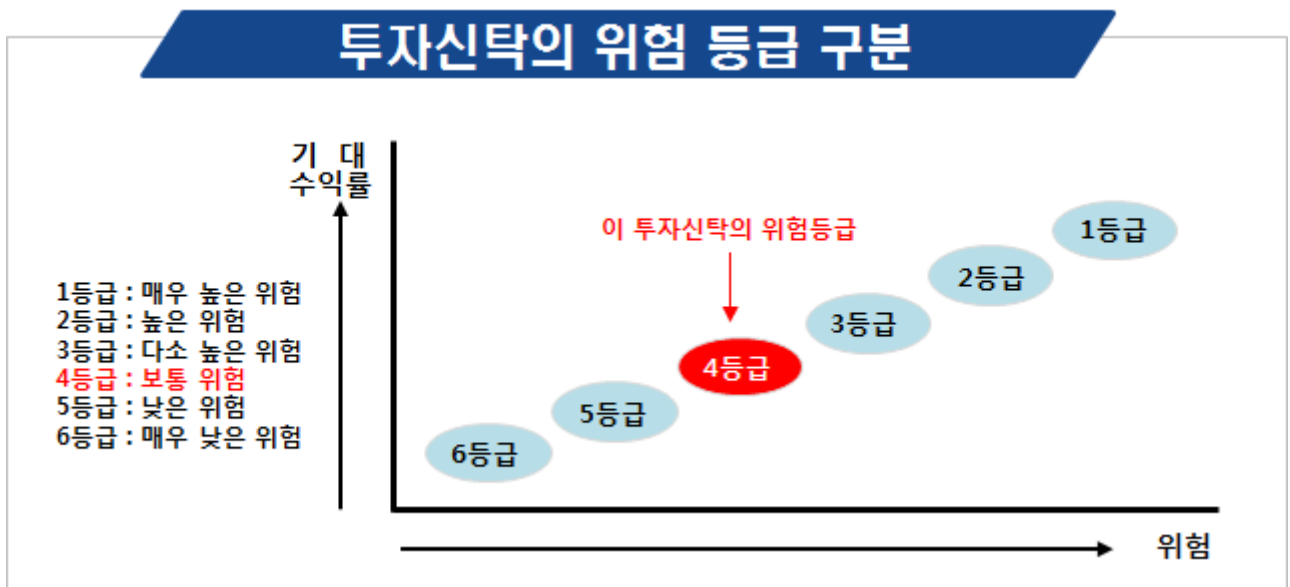 투자신탁의 위험 등급 구분
기 대
수익률
이 투자신탁의 위험등급
1등급
2등급
3등급
4등급
5등급
6등급
1등급 : 매우 높은 위험
2등급 : 높은 위험
3등급 : 다소 높은 위험
4등급 : 보통 위험
5등급 : 낮은 위험
6등급 : 매우 낮은 위험
위험